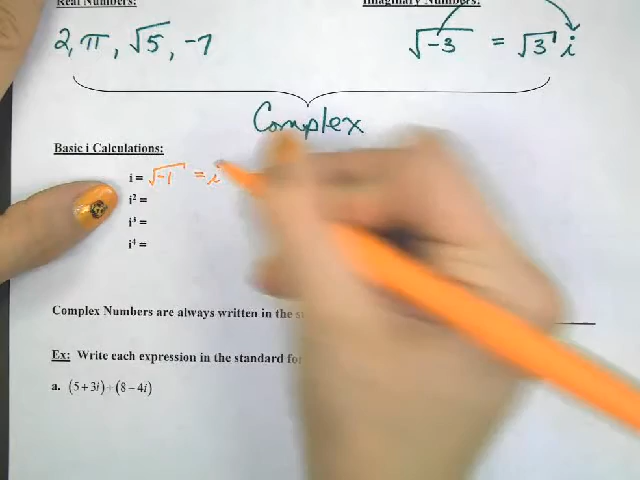 Real Numbers: Imaginary Numbers:
2, π, √5, -7 √-3 = √3 i
Complex
Basic i Calculations:
i = √-1 = i
i² =
i³ =
i⁴ =
Complex Numbers are always written in the
Ex: Write each expression in the standard
a. (5+3i)+(8−4i)